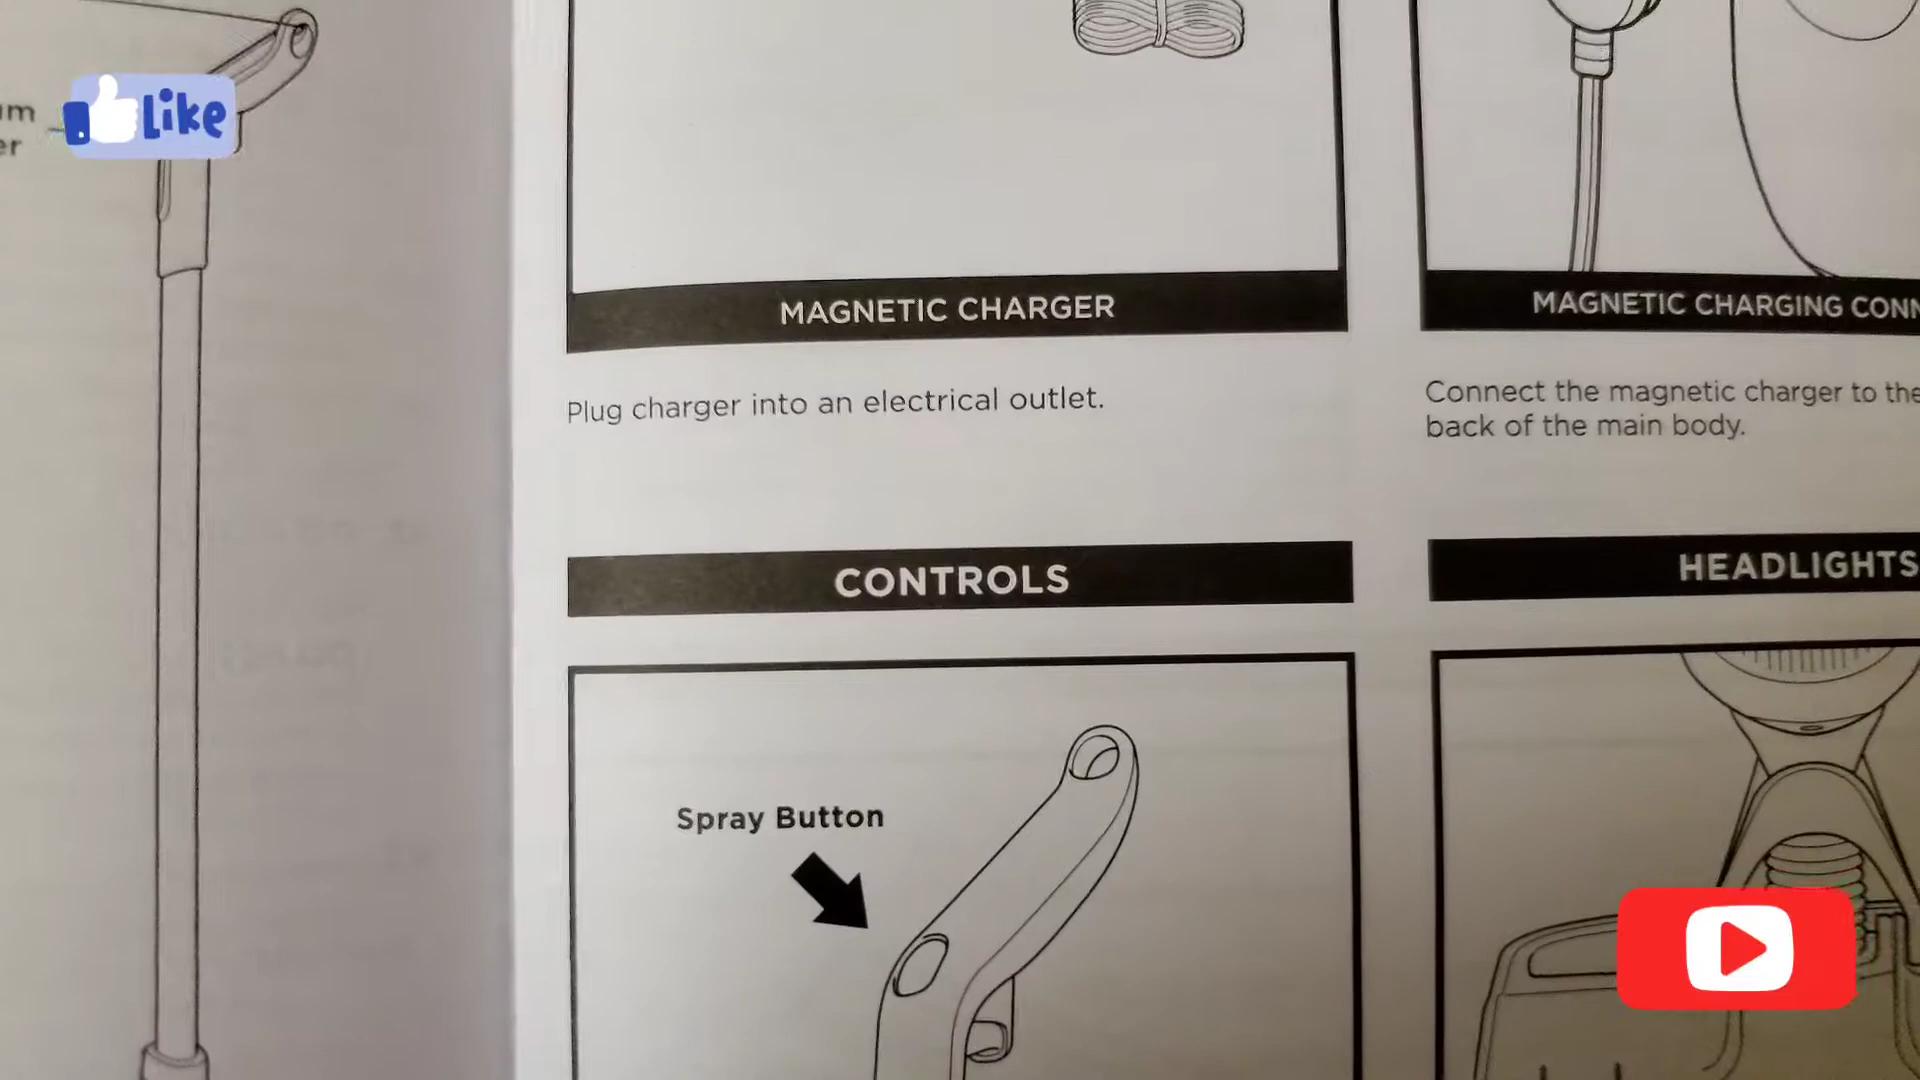 Like
MAGNETIC CHARGER
Plug charger into an electrical outlet.
MAGNETIC CHARGING
Connect the magnetic charger to the
back of the main body.
CONTROLS
HEADLIGHTS
Spray Button